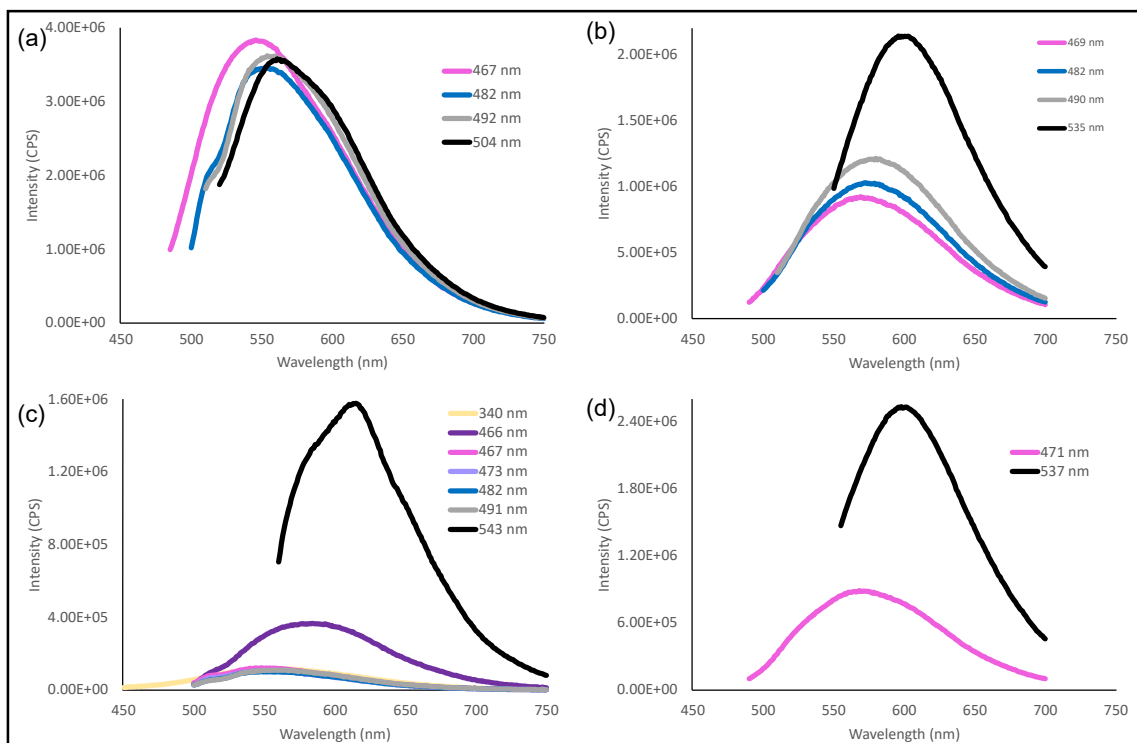 (a)
4.00E+06
3.00E+06
2.00E+06
1.00E+06
0.00E+00
Intensity (CPS)
467 nm
482 nm
492 nm
504 nm
450 500 550 600 650 700 750
Wavelength (nm)
(b)
2.00E+06
1.50E+06
1.00E+06
5.00E+05
0.00E+00
Intensity (CPS)
469 nm
482 nm
490 nm
535 nm
450 500 550 600 650 700 750
Wavelength (nm)
(c)
1.60E+06
1.20E+06
8.00E+05
4.00E+05
0.00E+00
Intensity (CPS)
340 nm
466 nm
467 nm
473 nm
482 nm
491 nm
543 nm
450 500 550 600 650 700 750
Wavelength (nm)
(d)
2.40E+06
1.80E+06
1.20E+06
6.00E+05
0.00E+00
Intensity (CPS)
471 nm
537 nm
450 500 550 600 650 700 750
Wavelength (nm)